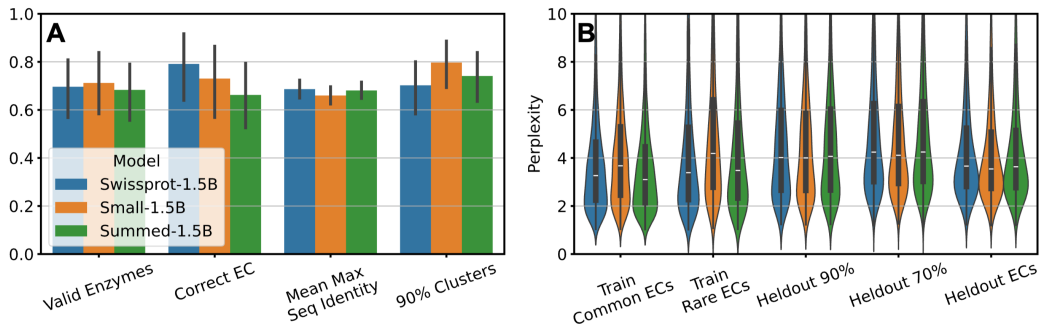 A
1.0
0.8
0.6
0.4
0.2
0.0
Model
Swissprot-1.5B
Small-1.5B
Summed-1.5B
Valid Enzymes
Correct EC
Mean Max
Seq Identity
90% Clusters
B
Perplexity
10
8
6
4
2
0
Train
Common ECs
Train
Rare ECs
Heldout 90%
Heldout 70%
Heldout ECs